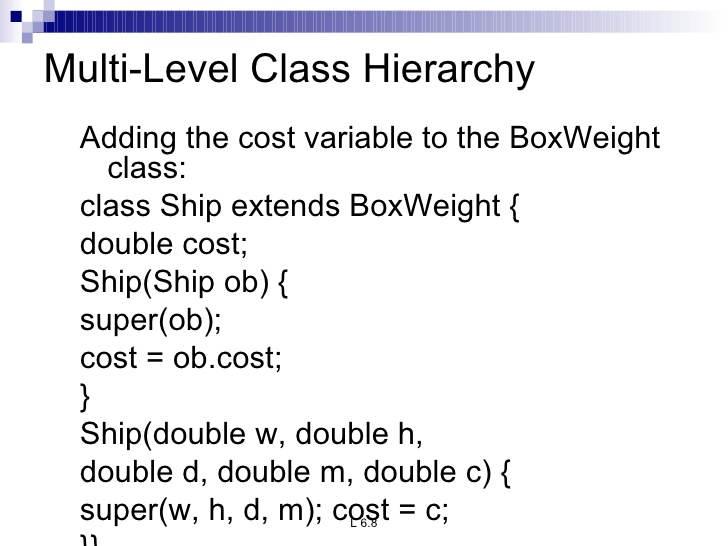 Multi-Level Class Hierarchy
Adding the cost variable to the BoxWeight
class:
class Ship extends BoxWeight {
double cost;
Ship(Ship ob) {
super(ob);
cost = ob.cost;
}
Ship(double w, double h,
double d, double m, double c) {
super(w, h, d, m); cost = c;
L 6.8
}}